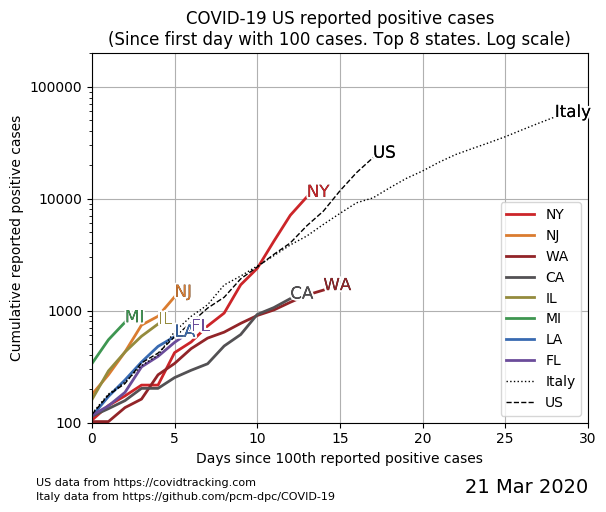 COVID-19 US reported positive cases
(Since first day with 100 cases. Top 8 states. Log scale)
Cumulative reported positive cases
100000
10000
1000
100
Italy
US
NY
WA
CA
NJ
MI
IL
LA
FL
NY
NJ
WA
CA
IL
MI
LA
FL
Italy
US
0 5 10 15 20 25 30
Days since 100th reported positive cases
US data from https://covidtracking.com
Italy data from https://github.com/pcm-dpc/COVID-19
21 Mar 2020